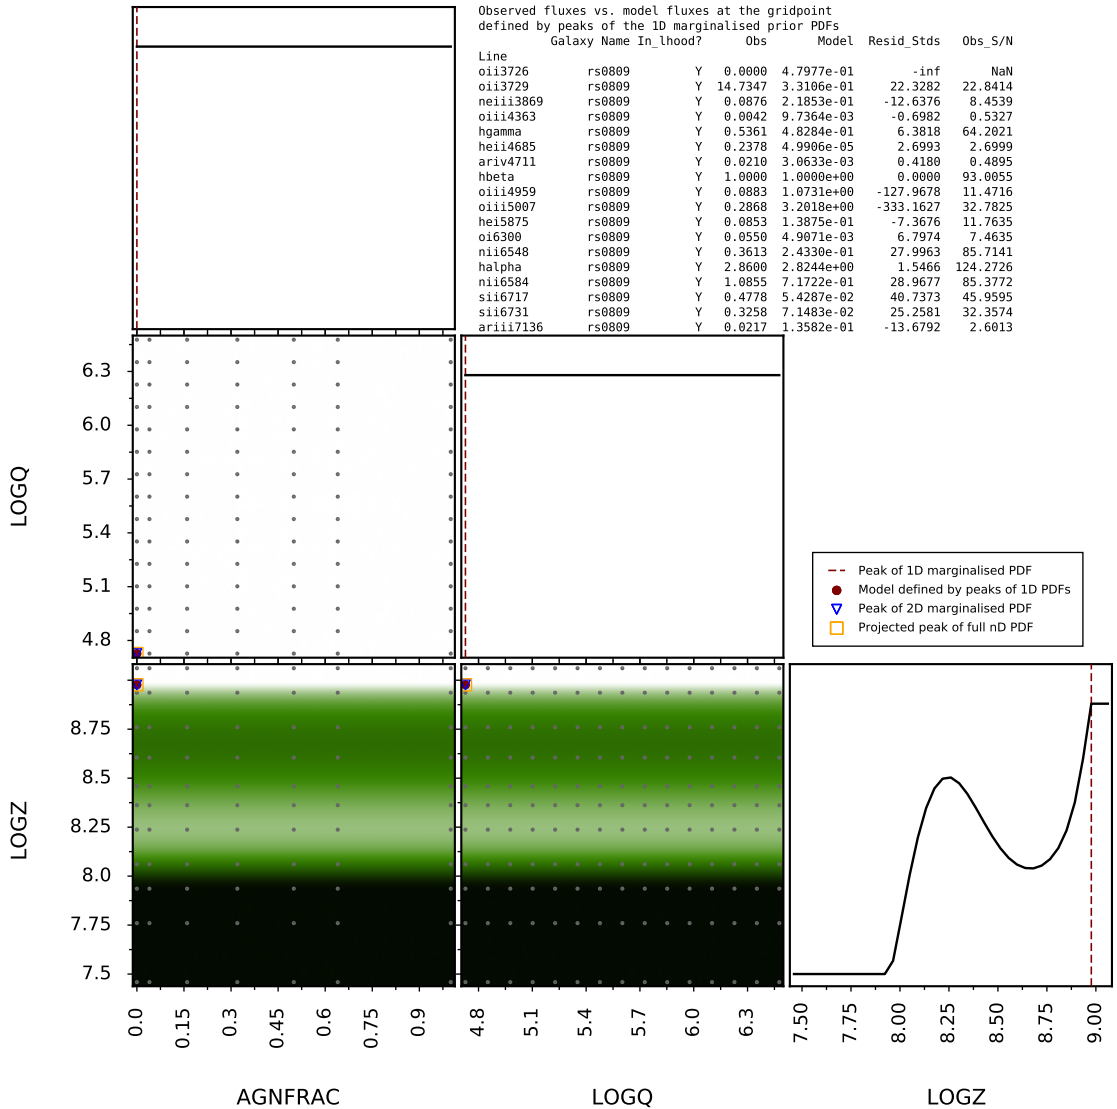 Observed fluxes vs. model fluxes at the gridpoint
defined by peaks of the 1D marginalised prior PDFs
Galaxy Name In_lhood? Obs Model Resid_Stds Obs_S/N
Line
oii3726 rs0809 Y 0.0000 4.7977e-01 -inf NaN
oii3729 rs0809 Y 14.7347 3.3106e-01 22.3282 22.8414
neiii3869 rs0809 Y 0.0876 2.1853e-01 -12.6376 8.4539
oiii4363 rs0809 Y 0.0042 9.7364e-03 -0.6982 0.5327
hgamma rs0809 Y 0.5361 4.8284e-01 6.3818 64.2021
heii4685 rs0809 Y 0.2378 4.9906e-05 2.6993 2.6999
ariv4711 rs0809 Y 0.0210 3.0633e-03 0.4180 0.4895
hbeta rs0809 Y 1.0000 1.0000e+00 0.0000 93.0055
oiii4959 rs0809 Y 0.0883 1.0731e+00 -127.9678 11.4716
oiii5007 rs0809 Y 0.2868 3.2018e+00 -333.1627 32.7825
hei5875 rs0809 Y 0.0853 1.3875e-01 -7.3676 11.7635
oi6300 rs0809 Y 0.0550 4.9071e-03 6.7974 7.4635
nii6548 rs0809 Y 0.3613 2.4330e-01 27.9963 85.7141
halpha rs0809 Y 2.8600 2.8244e+00 1.5466 124.2726
nii6584 rs0809 Y 1.0855 7.1722e-01 28.9677 85.3772
sii6717 rs0809 Y 0.4778 5.4287e-02 40.7373 45.9595
sii6731 rs0809 Y 0.3258 7.1483e-02 25.2581 32.3574
ariii7136 rs0809 Y 0.0217 1.3582e-01 -13.6792 2.6013
LOGQ
6.3
6.0
5.7
5.4
5.1
4.8
Peak of 1D marginalised PDF
Model defined by peaks of 1D PDFs
Peak of 2D marginalised PDF
Projected peak of full nD PDF
LOGZ
8.75
8.5
8.25
8.0
7.75
7.5
0.0 0.15 0.3 0.45 0.6 0.75 0.9
4.8 5.1 5.4 5.7 6.0 6.3
7.50 7.75 8.00 8.25 8.50 8.75 9.00
AGNFRAC LOGQ LOGZ